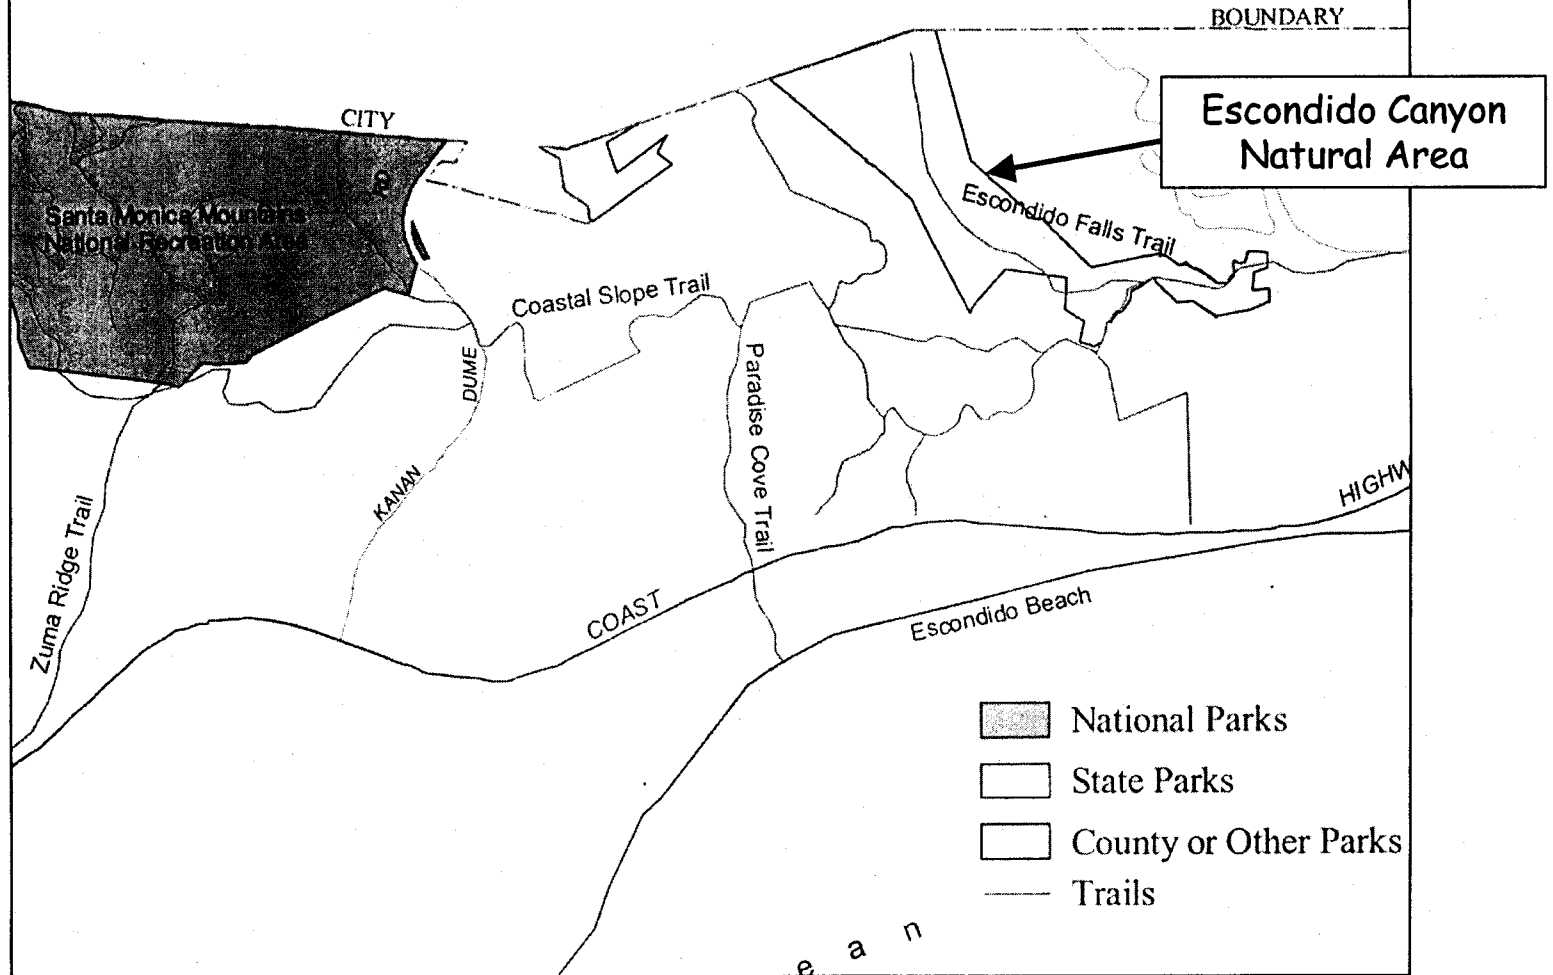 BOUNDARY
CITY
Escondido Canyon
Natural Area
RD
Santa Monica Mountains
National Recreation Area
Escondido Falls Trail
Coastal Slope Trail
DUME
Paradise Cove Trail
KANAN
HIGHW
Zuma Ridge Trail
COAST
Escondido Beach
National Parks
State Parks
County or Other Parks
Trails
e a n